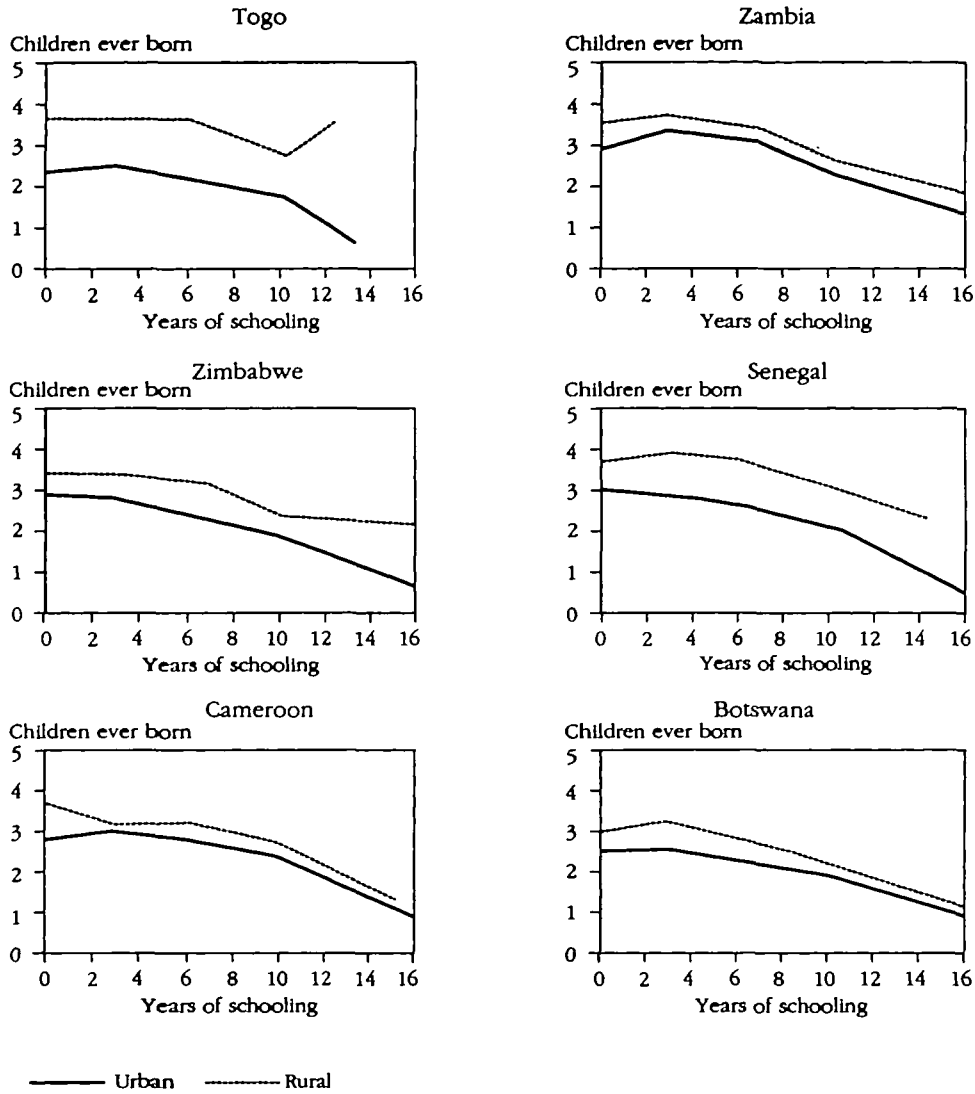 Togo
Children ever born
5
4
3
2
1
0
0 2 4 6 8 10 12 14 16
Years of schooling
Zambia
Children ever born
5
4
3
2
1
0
0 2 4 6 8 10 12 14 16
Years of schooling
Zimbabwe
Children ever born
5
4
3
2
1
0
0 2 4 6 8 10 12 14 16
Years of schooling
Senegal
Children ever born
5
4
3
2
1
0
0 2 4 6 8 10 12 14 16
Years of schooling
Cameroon
Children ever born
5
4
3
2
1
0
0 2 4 6 8 10 12 14 16
Years of schooling
Botswana
Children ever born
5
4
3
2
1
0
0 2 4 6 8 10 12 14 16
Years of schooling
Urban Rural